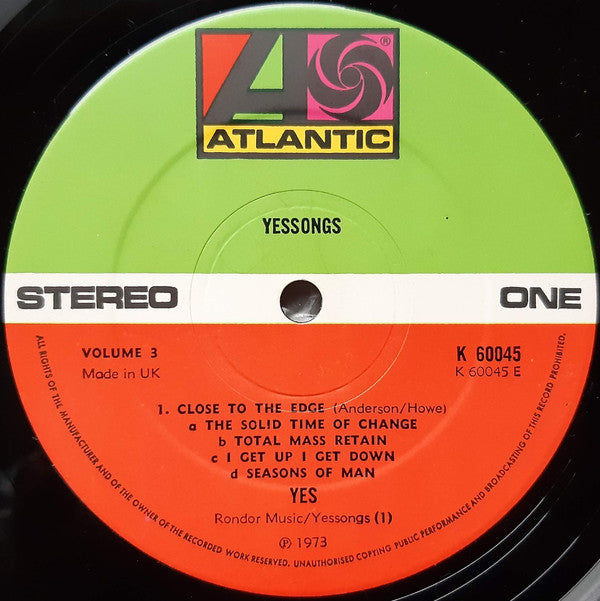 ATLANTIC
®
YESSONGS
STEREO ONE
VOLUME 3 K 60045
Made in UK K 60045 E
1. CLOSE TO THE EDGE (Anderson/Howe)
a THE SOLID TIME OF CHANGE
b TOTAL MASS RETAIN
c I GET UP I GET DOWN
d SEASONS OF MAN
YES
Rondor Music/Yessongs (1)
℗ 1973
ALL RIGHTS OF THE MANUFACTURER AND OF THE OWNER OF THE RECORDED WORK RESERVED. UNAUTHORISED COPYING PUBLIC PERFORMANCE AND BROADCASTING OF THIS RECORD PROHIBITED.